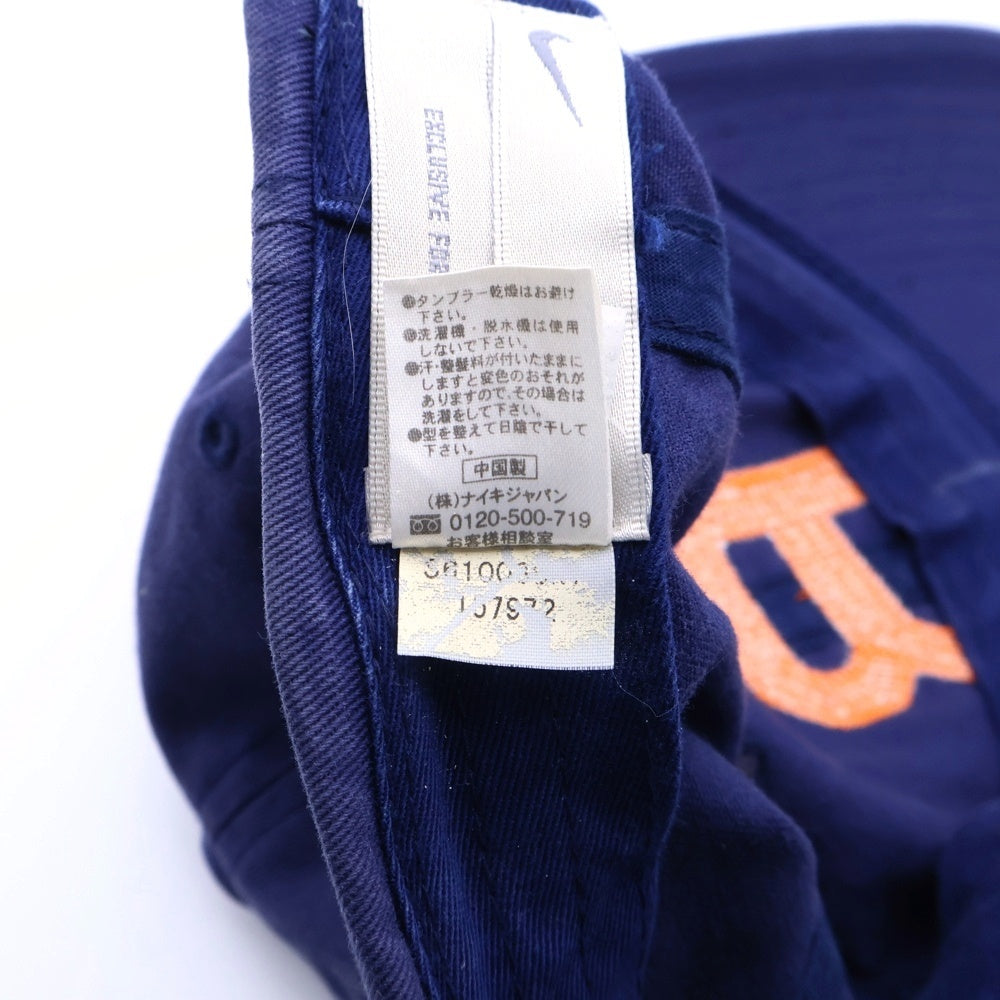 EXCLUSIVE FOR
●タンブラー乾燥はお避け
下さい。
●洗濯機・脱水機は使用
しないで下さい。
●汗・整髪料が付いたままに
しますと変色のおそれが
ありますので、その場合は
洗濯をして下さい。
●型を整えて日陰で干して
下さい。
中国製
(株)ナイキジャパン
0120-500-719
お客様相談室